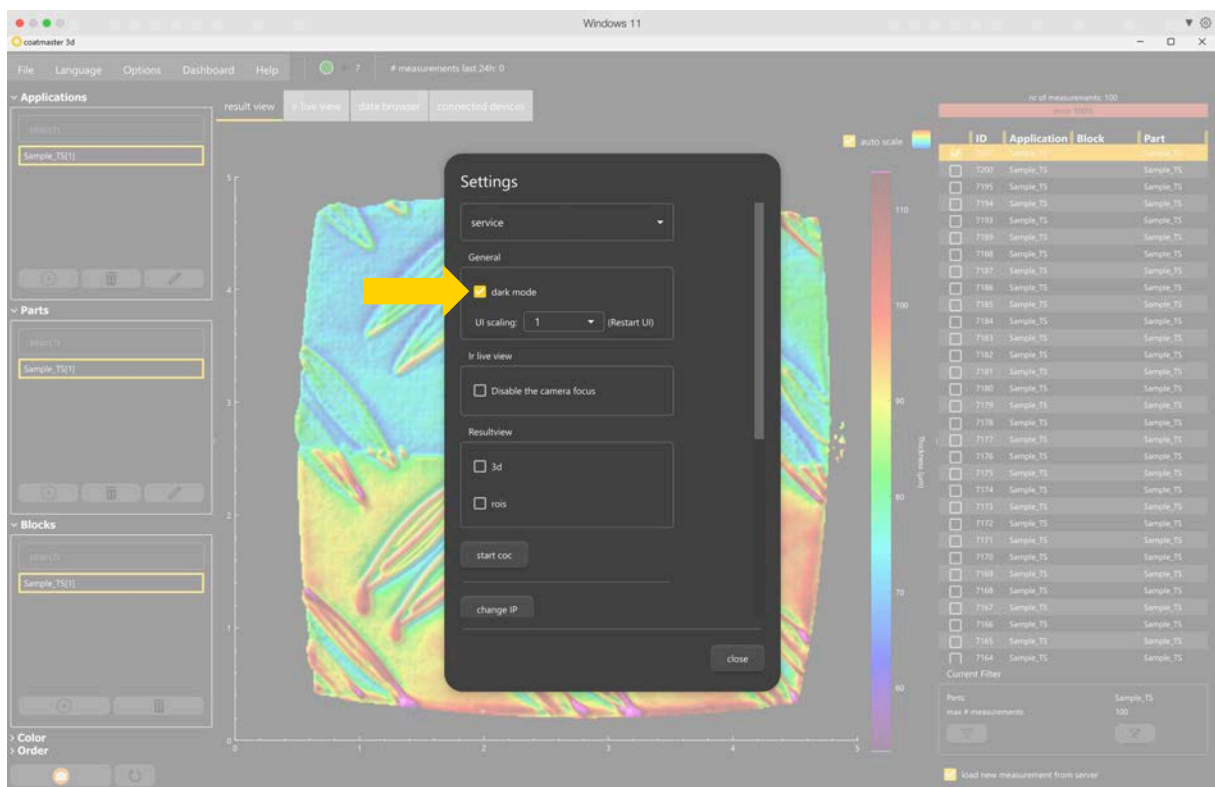 Windows 11
coatmaster 3d
File Language Options Dashboard Help 7 # measurements last 24h: 0
Applications
search
Sample_TS[1]
Parts
search
Sample_TS[1]
Blocks
search
Sample_TS[1]
Color
Order
result view ir live view data browser connected devices
auto scale
5
4
3
2
1
0
0 1 2 3 4 5
110
100
90
80
70
60
Thickness [µm]
Settings
service
General
dark mode
UI scaling: 1 (Restart UI)
Ir live view
Disable the camera focus
Resultview
3d
rois
start coc
change IP
close
nr of measurements: 100
ID Application Block Part
7200 Sample_TS Sample_TS
7195 Sample_TS Sample_TS
7194 Sample_TS Sample_TS
7193 Sample_TS Sample_TS
7189 Sample_TS Sample_TS
7188 Sample_TS Sample_TS
7187 Sample_TS Sample_TS
7186 Sample_TS Sample_TS
7185 Sample_TS Sample_TS
7184 Sample_TS Sample_TS
7183 Sample_TS Sample_TS
7182 Sample_TS Sample_TS
7181 Sample_TS Sample_TS
7180 Sample_TS Sample_TS
7179 Sample_TS Sample_TS
7178 Sample_TS Sample_TS
7177 Sample_TS Sample_TS
7176 Sample_TS Sample_TS
7175 Sample_TS Sample_TS
7174 Sample_TS Sample_TS
7173 Sample_TS Sample_TS
7172 Sample_TS Sample_TS
7171 Sample_TS Sample_TS
7170 Sample_TS Sample_TS
7169 Sample_TS Sample_TS
7168 Sample_TS Sample_TS
7167 Sample_TS Sample_TS
7166 Sample_TS Sample_TS
7165 Sample_TS Sample_TS
7164 Sample_TS Sample_TS
Current Filter
Parts: Sample_TS
max # measurements 100
load new measurement from server